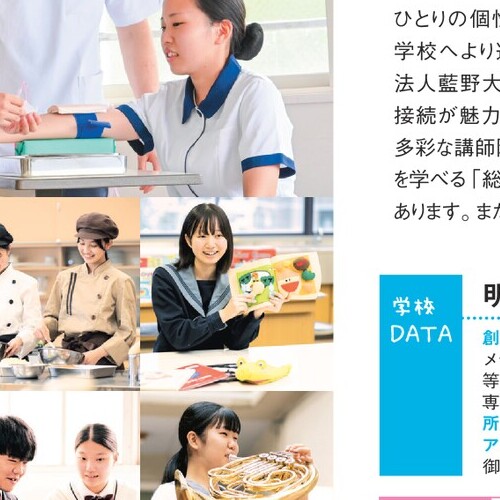 ひとりの個性
学校へより
法人藍野大
接続が魅力
多彩な講師
を学べる「総
あります。また
学校
DATA
明
創
メ
等
専
所
ア
御